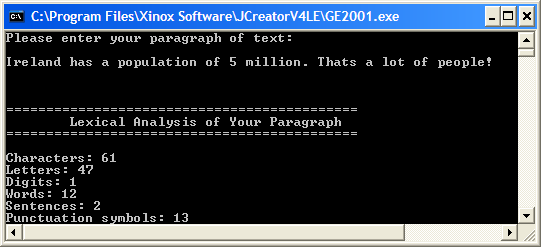 C:\Program Files\Xinox Software\JCreatorV4LE\GE2001.exe
Please enter your paragraph of text:
Ireland has a population of 5 million. Thats a lot of people!
============================================
Lexical Analysis of Your Paragraph
============================================
Characters: 61
Letters: 47
Digits: 1
Words: 12
Sentences: 2
Punctuation symbols: 13